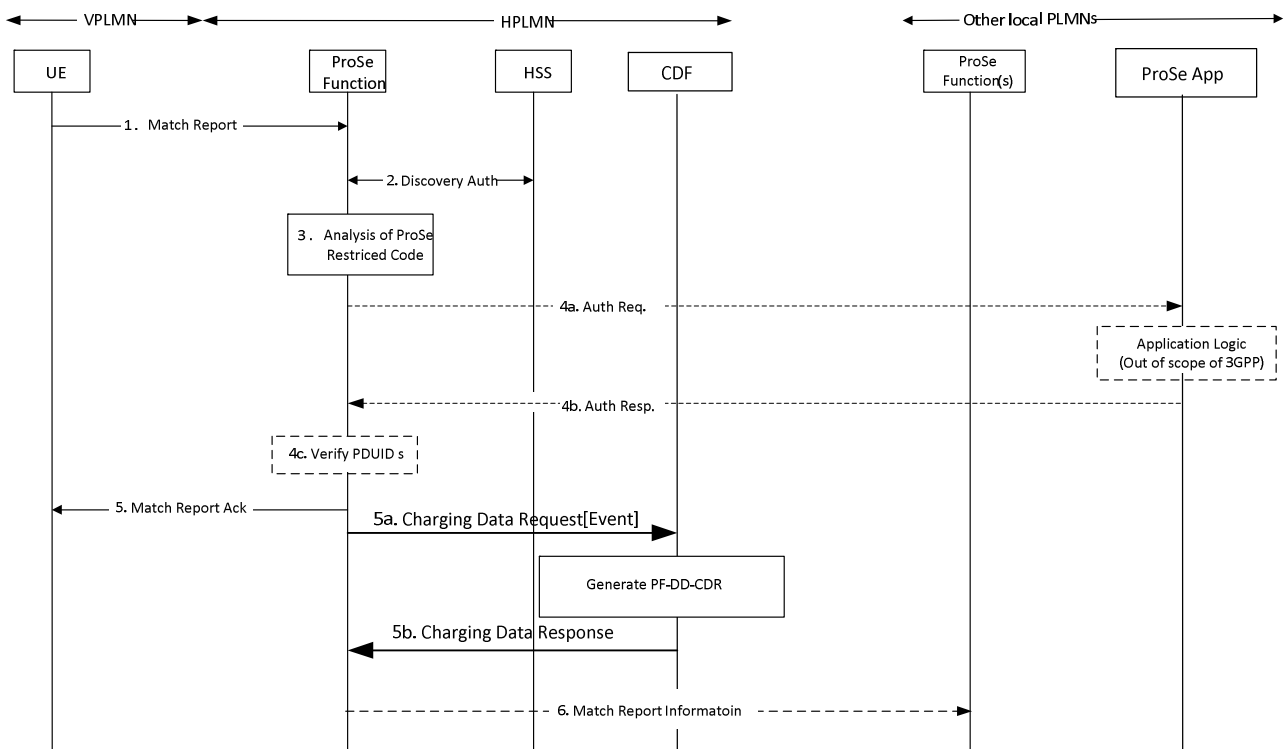 VPLMN
HPLMN
Other local PLMNs
UE
ProSe
Function
HSS
CDF
ProSe
Function(s)
ProSe App
1. Match Report
2. Discovery Auth
3. Analysis of ProSe
Restriced Code
4a. Auth Req.
Application Logic
(Out of scope of 3GPP)
4b. Auth Resp.
4c. Verify PDUID s
5. Match Report Ack
5a. Charging Data Request[Event]
Generate PF-DD-CDR
5b. Charging Data Response
6. Match Report Informatoin